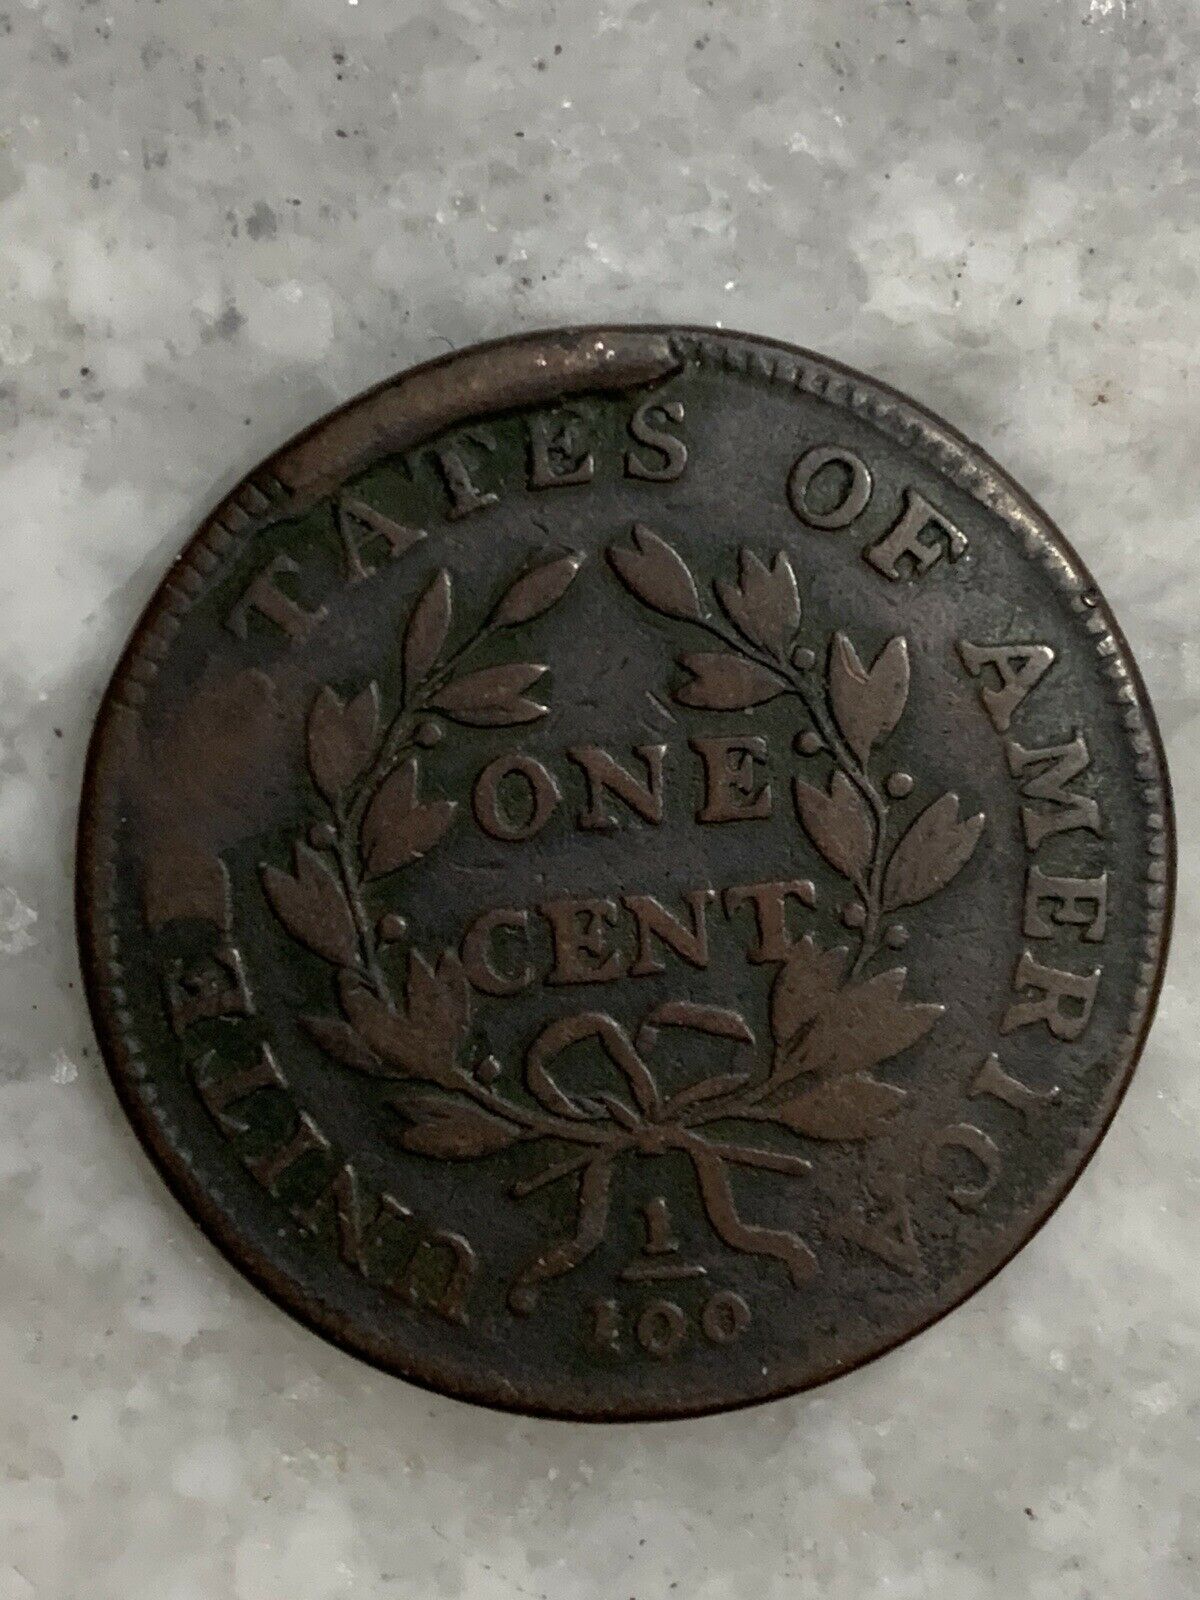 UNITE TATES OF AMERICA
ONE
CENT
1
100